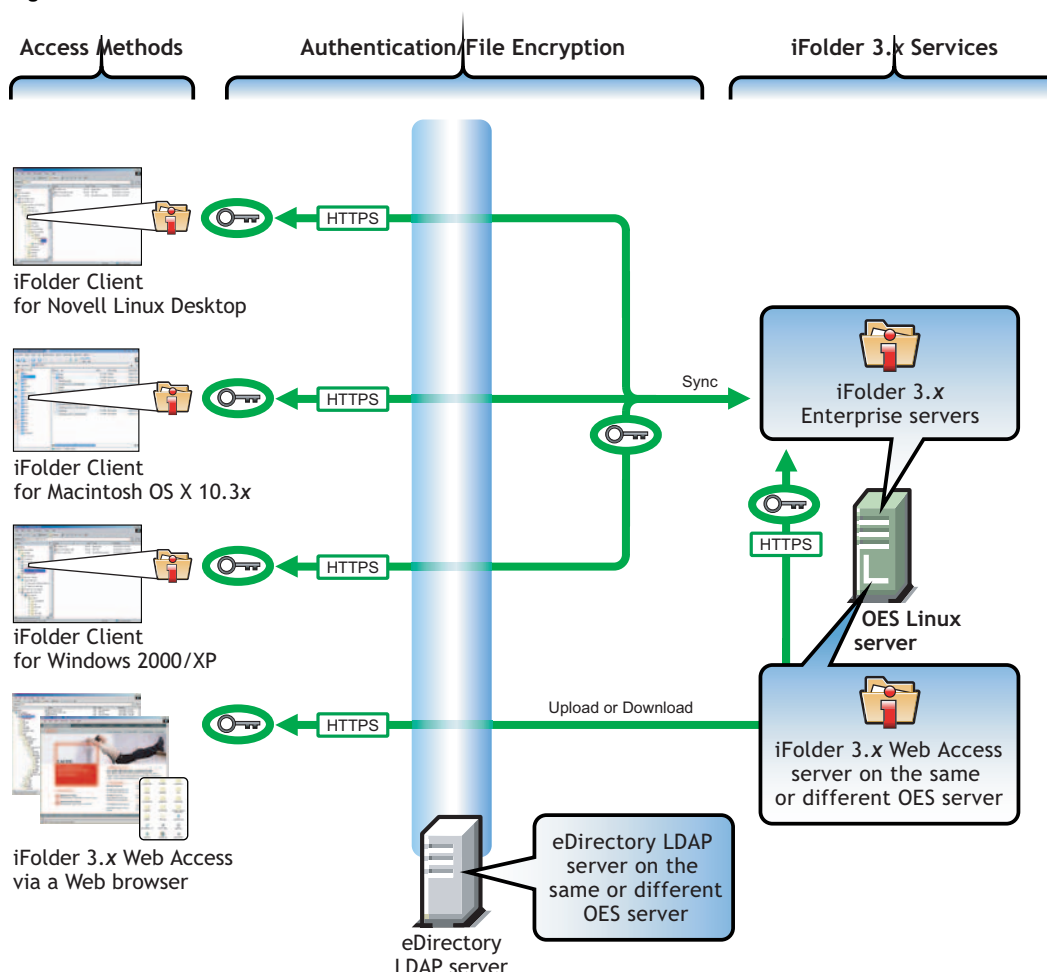 Access Methods
Authentication/File Encryption
iFolder 3.x Services
HTTPS
iFolder Client
for Novell Linux Desktop
HTTPS
Sync
iFolder 3.x
Enterprise servers
iFolder Client
for Macintosh OS X 10.3x
HTTPS
HTTPS
iFolder Client
for Windows 2000/XP
OES Linux
server
HTTPS
Upload or Download
iFolder 3.x Web Access
server on the same
or different OES server
iFolder 3.x Web Access
via a Web browser
eDirectory LDAP
server on the
same or different
OES server
eDirectory
LDAP server